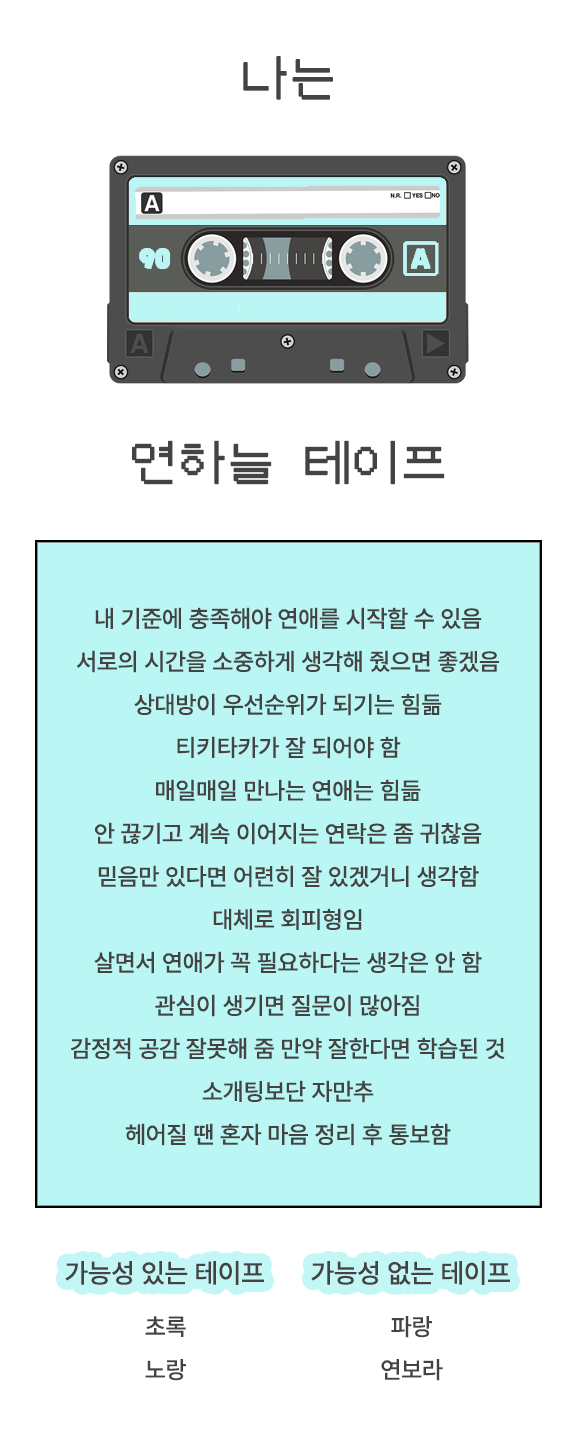 나는
A
N.R. YES NO
90
A
A
연하늘 테이프
내 기준에 충족해야 연애를 시작할 수 있음
서로의 시간을 소중하게 생각해 줬으면 좋겠음
상대방이 우선순위가 되기는 힘듦
티키타카가 잘 되어야 함
매일매일 만나는 연애는 힘듦
안 끊기고 계속 이어지는 연락은 좀 귀찮음
믿음만 있다면 어련히 잘 있겠거니 생각함
대체로 회피형임
살면서 연애가 꼭 필요하다는 생각은 안 함
관심이 생기면 질문이 많아짐
감정적 공감 잘못해 줌 만약 잘한다면 학습된 것
소개팅보단 자만추
헤어질 땐 혼자 마음 정리 후 통보함
가능성 있는 테이프
초록
노랑
가능성 없는 테이프
파랑
연보라